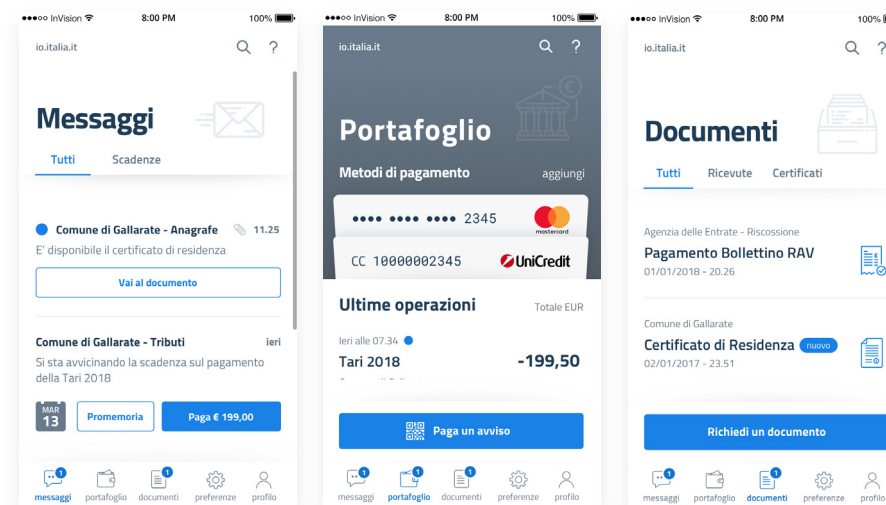 InVision 8:00 PM 100%
io.italia.it ?
Messaggi
Tutti Scadenze
Comune di Gallarate - Anagrafe 11.25
E' disponibile il certificato di residenza
Vai al documento
Comune di Gallarate - Tributi ieri
Si sta avvicinando la scadenza sul pagamento
della Tari 2018
MAR
13
Promemoria Paga € 199,00
1 1
messaggi portafoglio documenti preferenze profilo
InVision 8:00 PM 100%
io.italia.it ?
Portafoglio
Metodi di pagamento aggiungi
•••• •••• •••• 2345
mastercard
CC 10000002345 UniCredit
Ultime operazioni Totale EUR
Ieri alle 07.34
Tari 2018 -199,50
Paga un avviso
1 1 1
messaggi portafoglio documenti preferenze profilo
InVision 8:00 PM 100%
io.italia.it ?
Documenti
Tutti Ricevute Certificati
Agenzia delle Entrate - Riscossione
Pagamento Bollettino RAV
01/01/2018 - 20.26
Comune di Gallarate
Certificato di Residenza nuovo
02/01/2017 - 23.51
Richiedi un documento
1 1
messaggi portafoglio documenti preferenze profilo